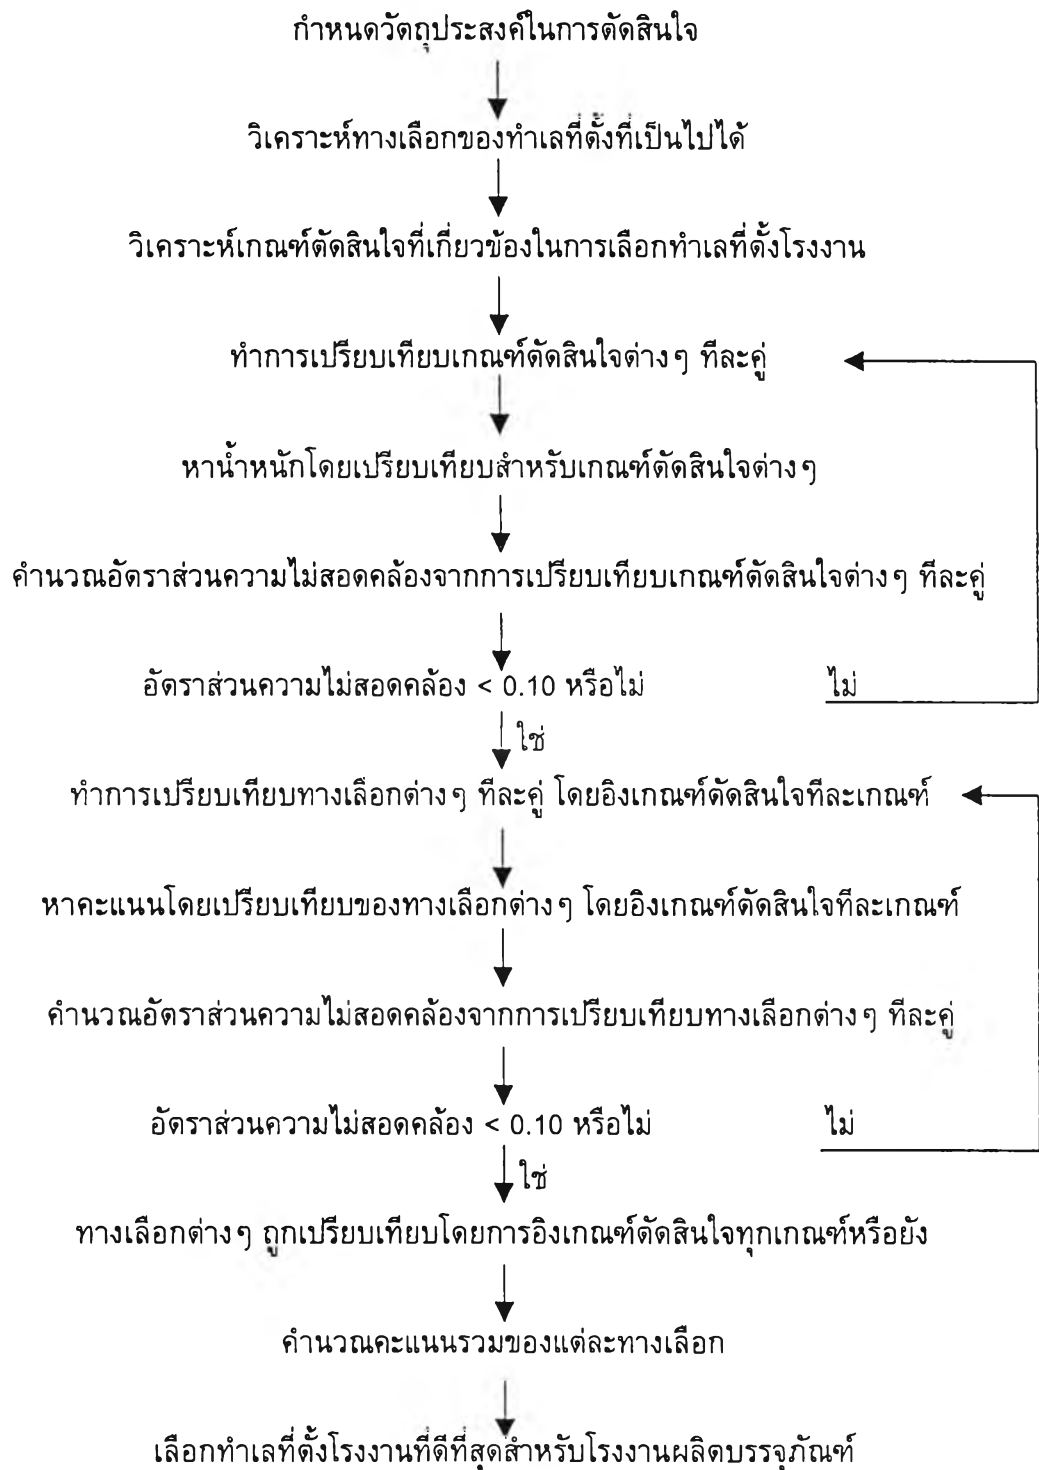 กำหนดวัตถุประสงค์ในการตัดสินใจ
วิเคราะห์ทางเลือกของทำเลที่ตั้งที่เป็นไปได้
วิเคราะห์เกณฑ์ตัดสินใจที่เกี่ยวข้องในการเลือกทำเลที่ตั้งโรงงาน
ทำการเปรียบเทียบเกณฑ์ตัดสินใจต่างๆ ทีละคู่
หาน้ำหนักโดยเปรียบเทียบสำหรับเกณฑ์ตัดสินใจต่างๆ
คำนวณอัตราส่วนความไม่สอดคล้องจากการเปรียบเทียบเกณฑ์ตัดสินใจต่างๆ ทีละคู่
อัตราส่วนความไม่สอดคล้อง < 0.10 หรือไม่ ไม่
ใช่
ทำการเปรียบเทียบทางเลือกต่างๆ ทีละคู่ โดยอิงเกณฑ์ตัดสินใจทีละเกณฑ์
หาคะแนนโดยเปรียบเทียบของทางเลือกต่างๆ โดยอิงเกณฑ์ตัดสินใจทีละเกณฑ์
คำนวณอัตราส่วนความไม่สอดคล้องจากการเปรียบเทียบทางเลือกต่างๆ ทีละคู่
อัตราส่วนความไม่สอดคล้อง < 0.10 หรือไม่ ไม่
ใช่
ทางเลือกต่างๆ ถูกเปรียบเทียบโดยการอิงเกณฑ์ตัดสินใจทุกเกณฑ์หรือยัง
คำนวณคะแนนรวมของแต่ละทางเลือก
เลือกทำเลที่ตั้งโรงงานที่ดีที่สุดสำหรับโรงงานผลิตบรรจุภัณฑ์